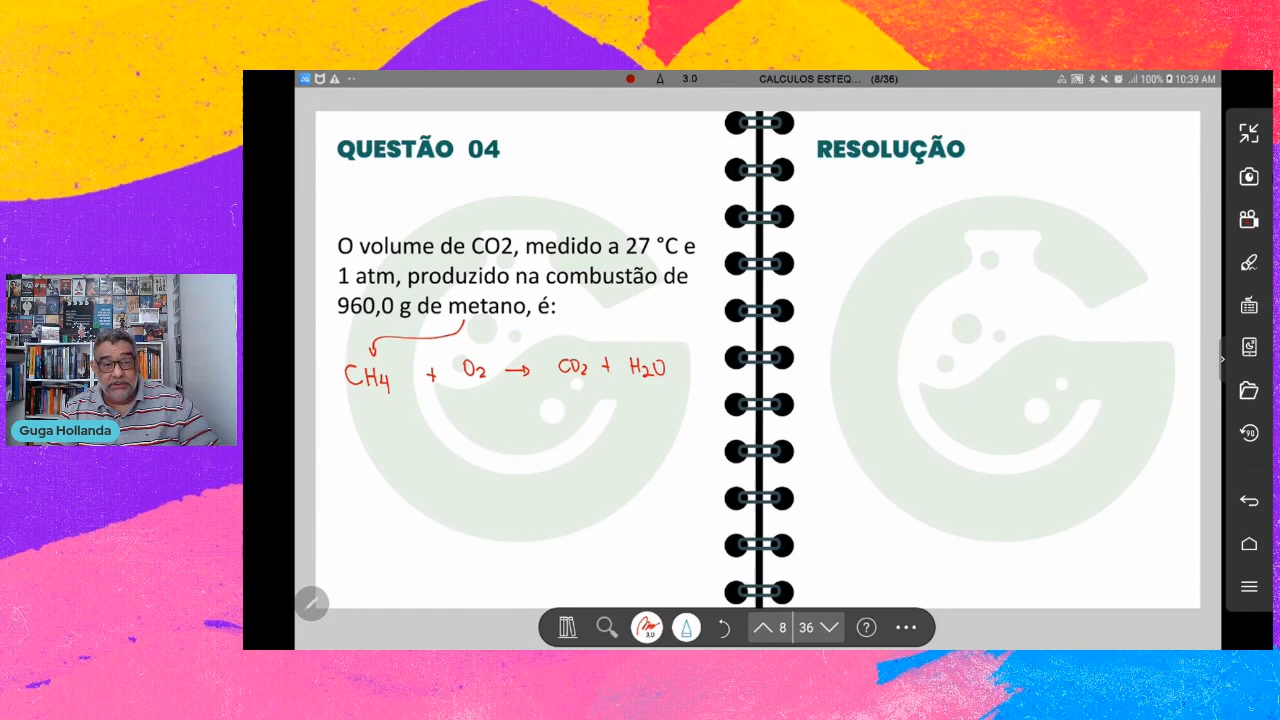 3.0
CALCULOS ESTEQ... (8/36)
100% 10:39 AM
QUESTÃO 04
RESOLUÇÃO
O volume de CO2, medido a 27 °C e
1 atm, produzido na combustão de
960,0 g de metano, é:
CH4 + O2 → CO2 + H2O
Guga Hollanda
90
3.0
8 36
?